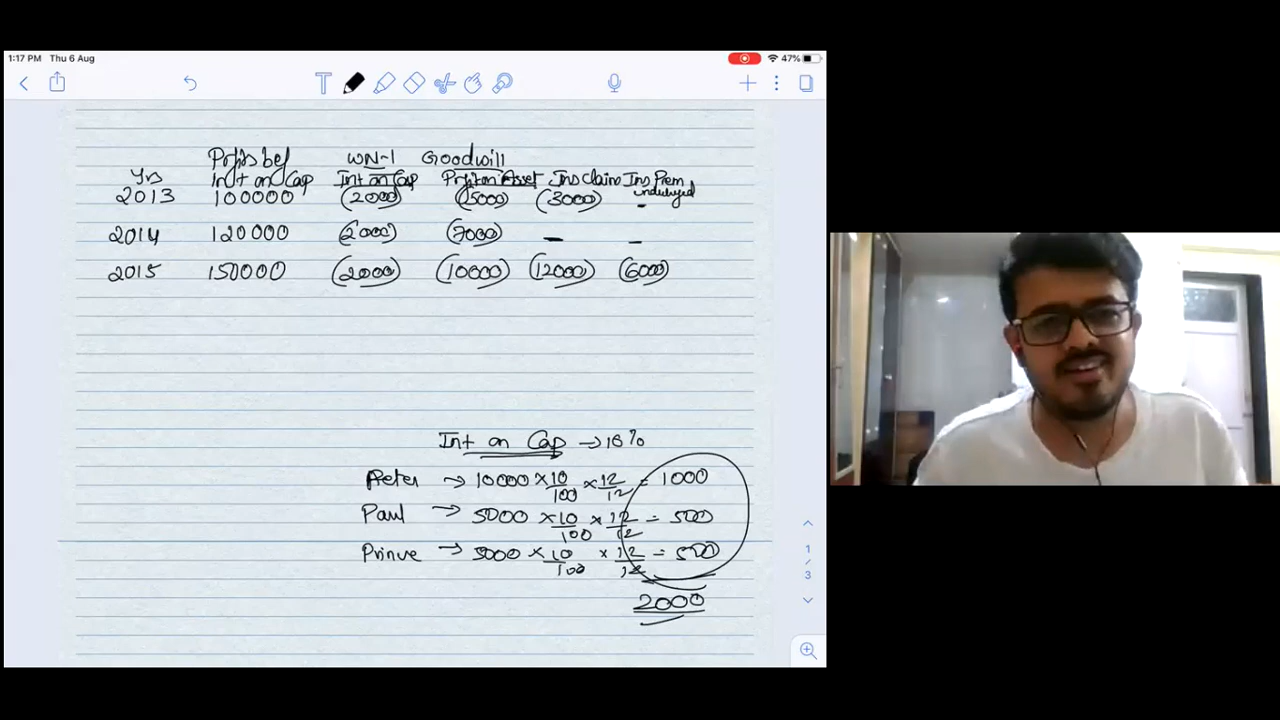 1:17 PM Thu 6 Aug
47%
T
WN-1 Goodwill
Yrs Profits bef Int on Cap Int on Cap Profit on Asset Ins Claim Ins Prem
2013 100000 (2000) (5000) (3000) -
2014 120000 (2000) (7000) - -
2015 150000 (2000) (10000) (12000) (6000)
Int on Cap → 10%
Peter → 10000 × 10/100 × 12/12 = 1000
Paul → 5000 × 10/100 × 12/12 = 500
Prince → 5000 × 10/100 × 12/12 = 500
2000
1
/
3